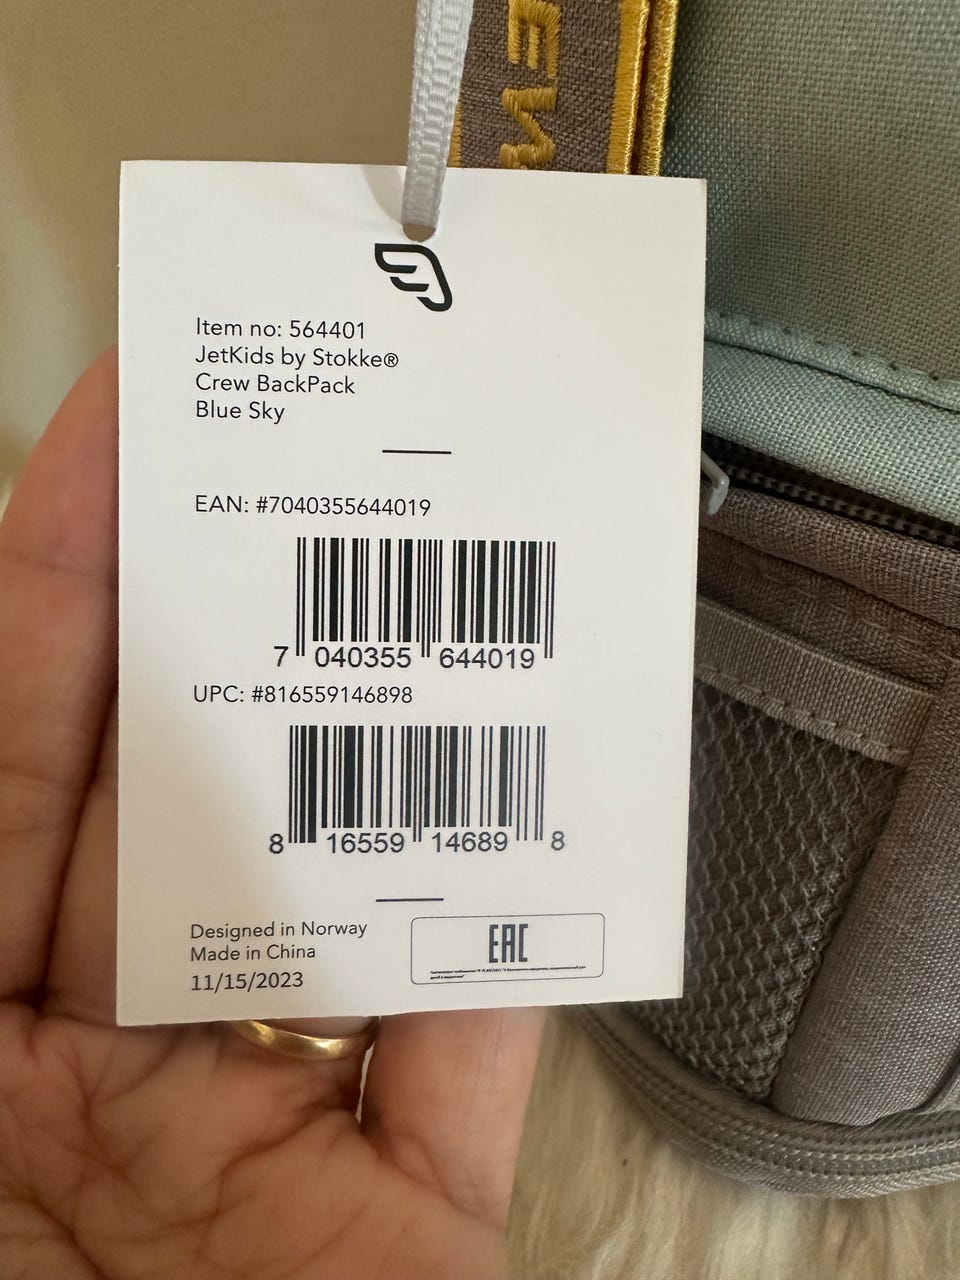 EW
Item no: 564401
JetKids by Stokke®
Crew BackPack
Blue Sky
EAN: #7040355644019
7 040355 644019
UPC: #816559146898
8 16559 14689 8
Designed in Norway
Made in China
11/15/2023
EAC